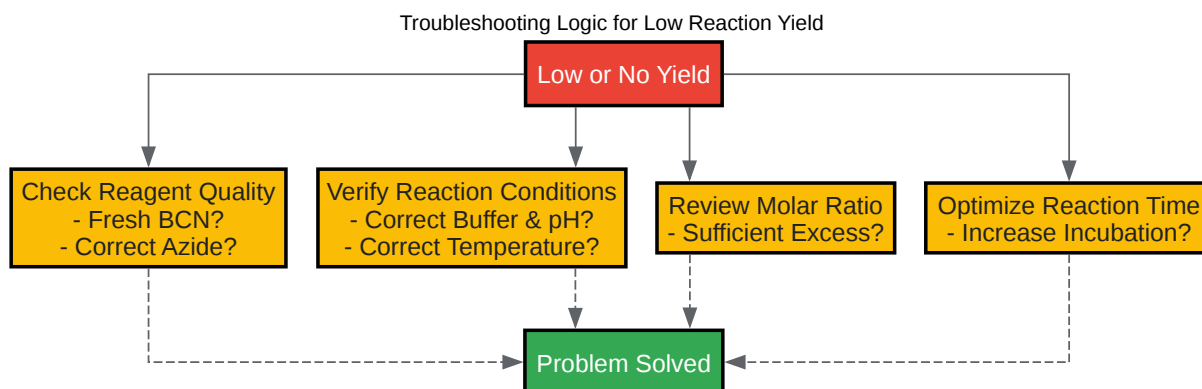 Troubleshooting Logic for Low Reaction Yield
Low or No Yield
Check Reagent Quality
- Fresh BCN?
- Correct Azide?
Verify Reaction Conditions
- Correct Buffer & pH?
- Correct Temperature?
Review Molar Ratio
- Sufficient Excess?
Optimize Reaction Time
- Increase Incubation?
Problem Solved